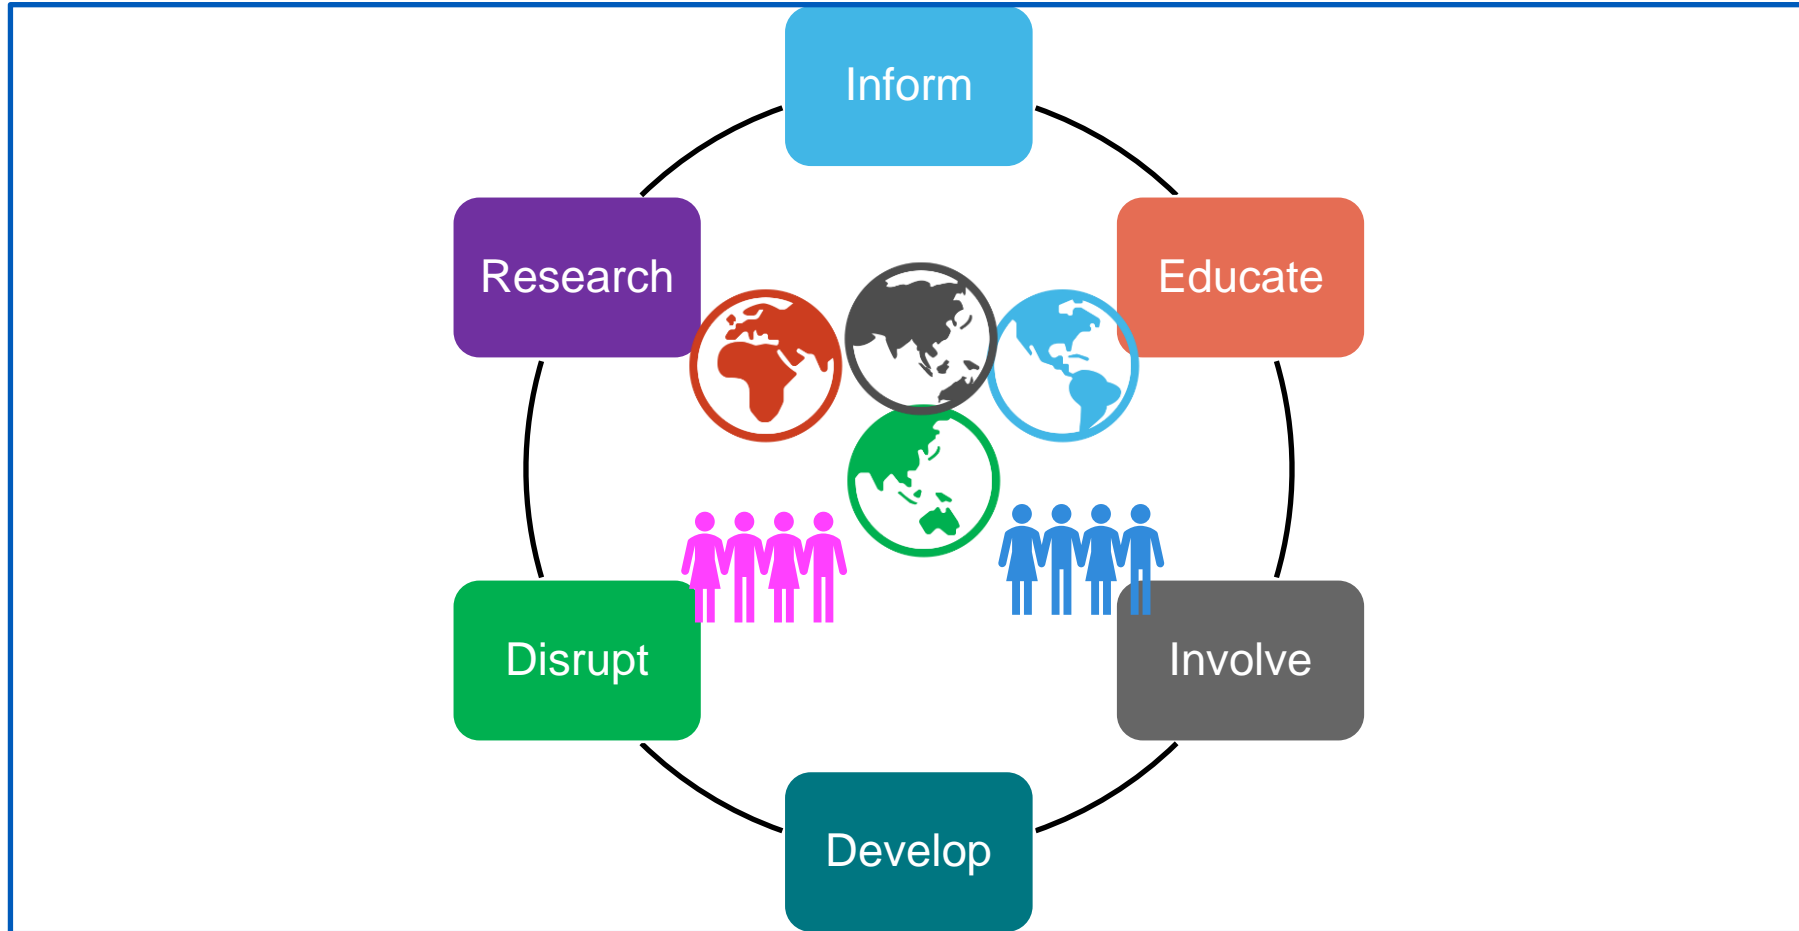 Inform
Educate
Involve
Develop
Disrupt
Research